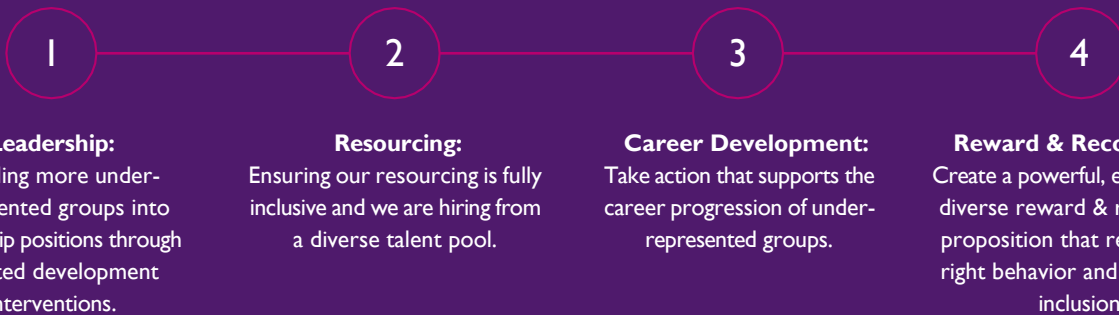 1
2
3
4
Leadership:
ing more under-
ented groups into
ip positions through
ted development
nterventions.
Resourcing:
Ensuring our resourcing is fully
inclusive and we are hiring from
a diverse talent pool.
Career Development:
Take action that supports the
career progression of under-
represented groups.
Reward & Reco
Create a powerful, e
diverse reward & r
proposition that re
right behavior and
inclusion